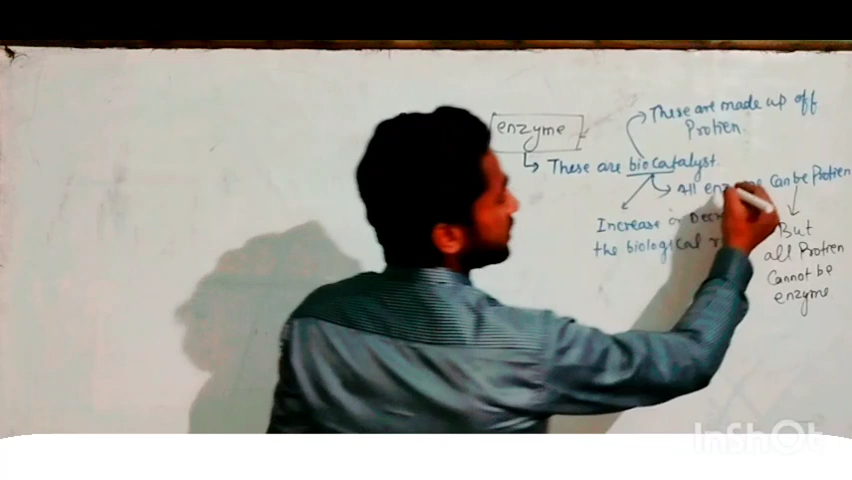 enzyme
These are made up off
Protien
These are biocatalyst.
All can be Protien
Increase or
the biological
But
all Protien
Cannot be
enzyme
InShot